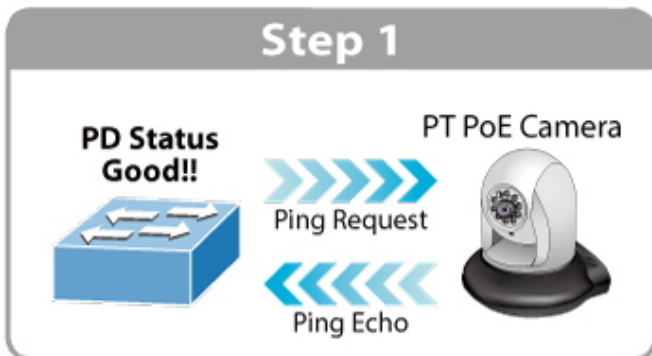 Step 1
PD Status
Good!!
PT PoE Camera
Ping Request
Ping Echo